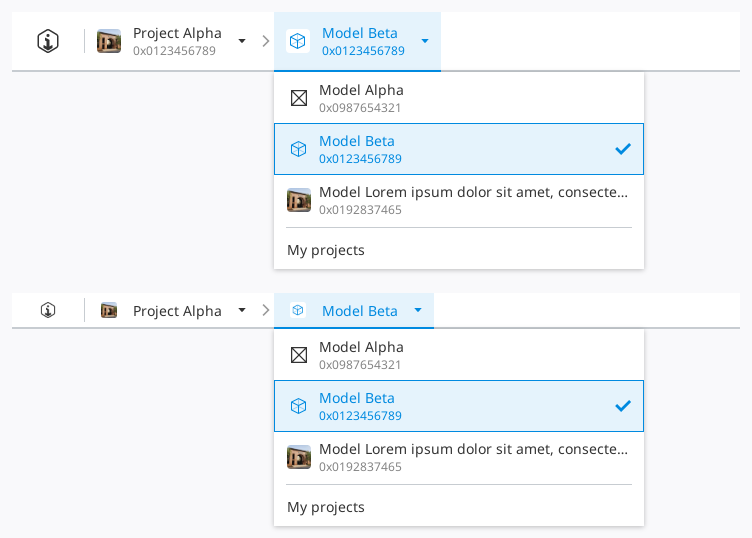 Project Alpha
0x0123456789
Model Beta
0x0123456789
Model Alpha
0x0987654321
Model Beta
0x0123456789
Model Lorem ipsum dolor sit amet, consecte...
0x0192837465
My projects
Project Alpha
Model Beta
Model Alpha
0x0987654321
Model Beta
0x0123456789
Model Lorem ipsum dolor sit amet, consecte...
0x0192837465
My projects